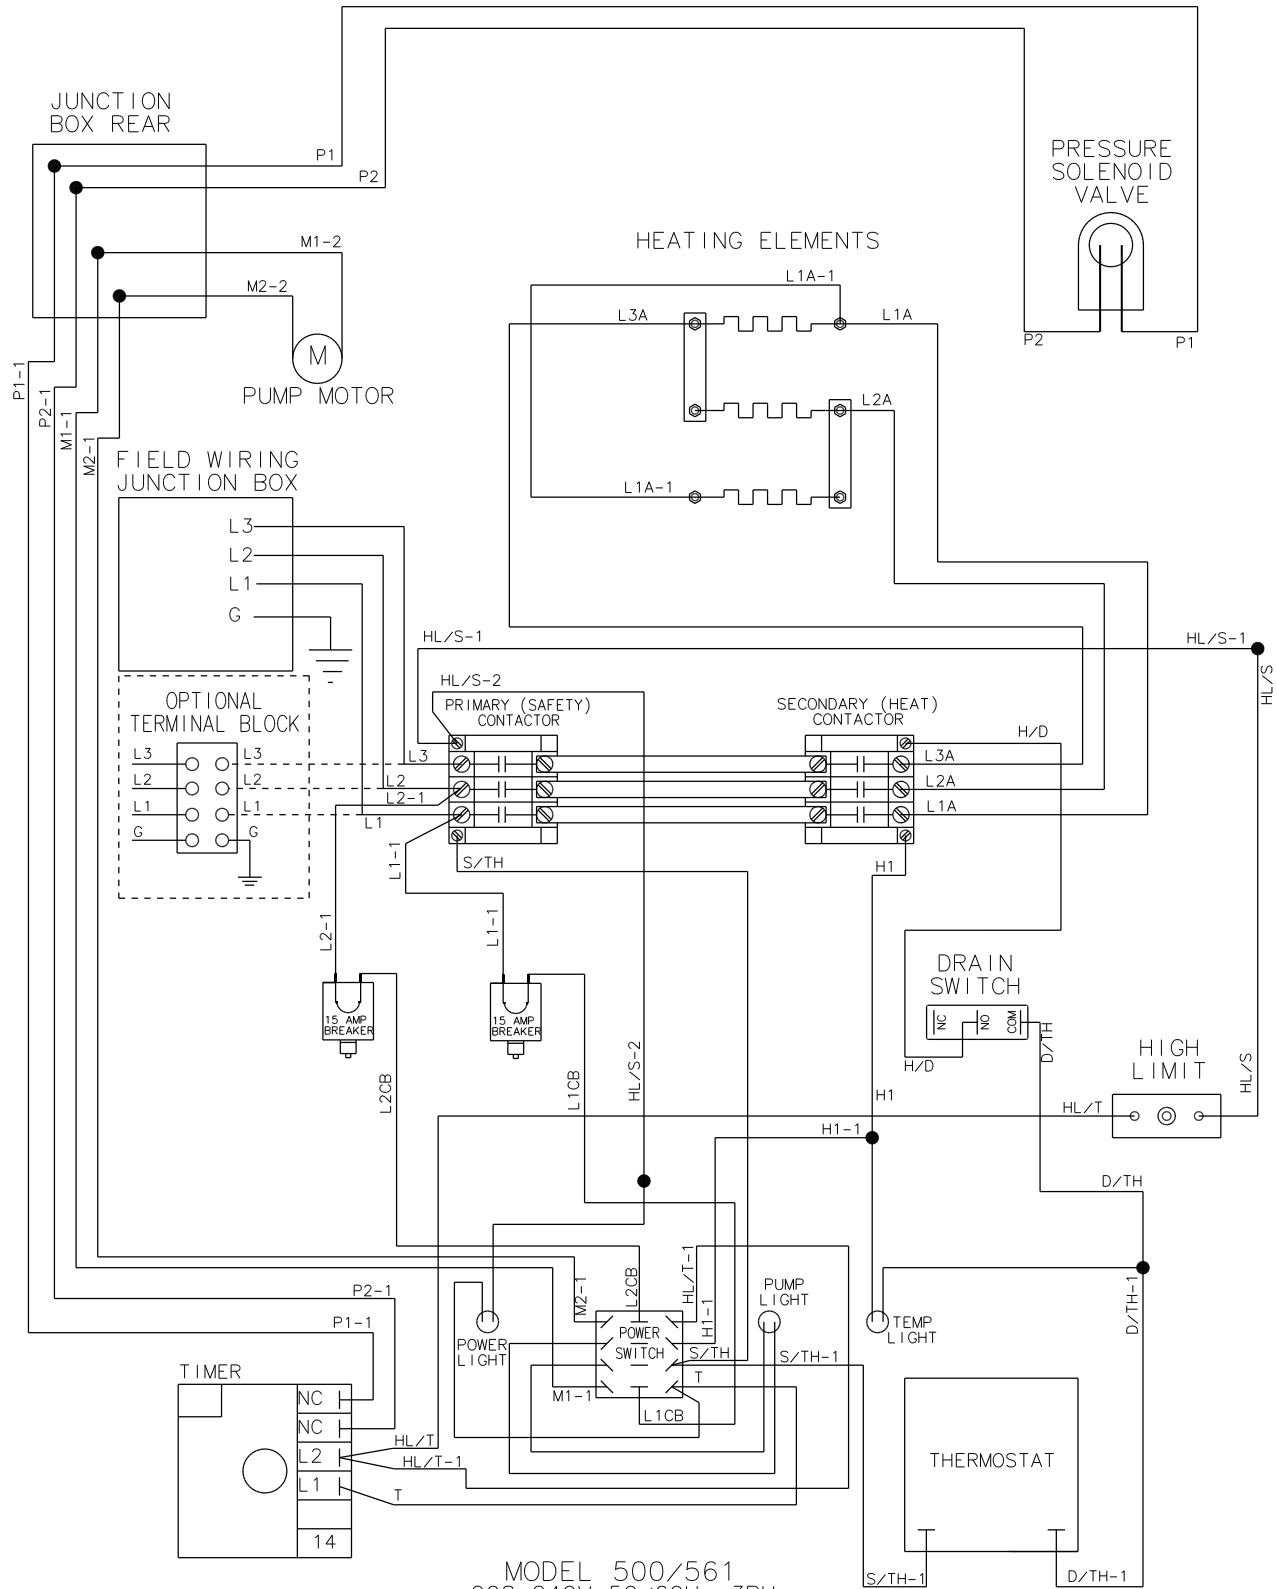 JUNCTION
BOX REAR
P1
P2
M1-2
M2-2
M
PUMP MOTOR
P1-1
P2-1
M1-1
M2-1
PRESSURE
SOLENOID
VALVE
P2
P1
HEATING ELEMENTS
L1A-1
L3A
L1A
L2A
L1A-1
FIELD WIRING
JUNCTION BOX
L3
L2
L1
G
HL/S-1
HL/S-1
HL/S
HL/S-2
OPTIONAL
TERMINAL BLOCK
L3
L3
L2
L2
L1
L1
G
G
PRIMARY (SAFETY)
CONTACTOR
SECONDARY (HEAT)
CONTACTOR
H/D
L3
L2
L2-1
L1
L3A
L2A
L1A
L1-1
S/TH
H1
L2-1
L1-1
15 AMP
BREAKER
15 AMP
BREAKER
DRAIN
SWITCH
NC
NO
COM
D/TH
H/D
HIGH
LIMIT
HL/S
HL/T
L2CB
L1CB
HL/S-2
H1
H1-1
D/TH
M2-1
L2CB
HL/T-1
H1-1
PUMP
LIGHT
D/TH-1
P2-1
P1-1
POWER
LIGHT
POWER
SWITCH
TEMP
LIGHT
S/TH
S/TH-1
T
M1-1
L1CB
TIMER
NC
NC
L2
L1
14
HL/T
HL/T-1
T
THERMOSTAT
S/TH-1
D/TH-1
MODEL 500/561